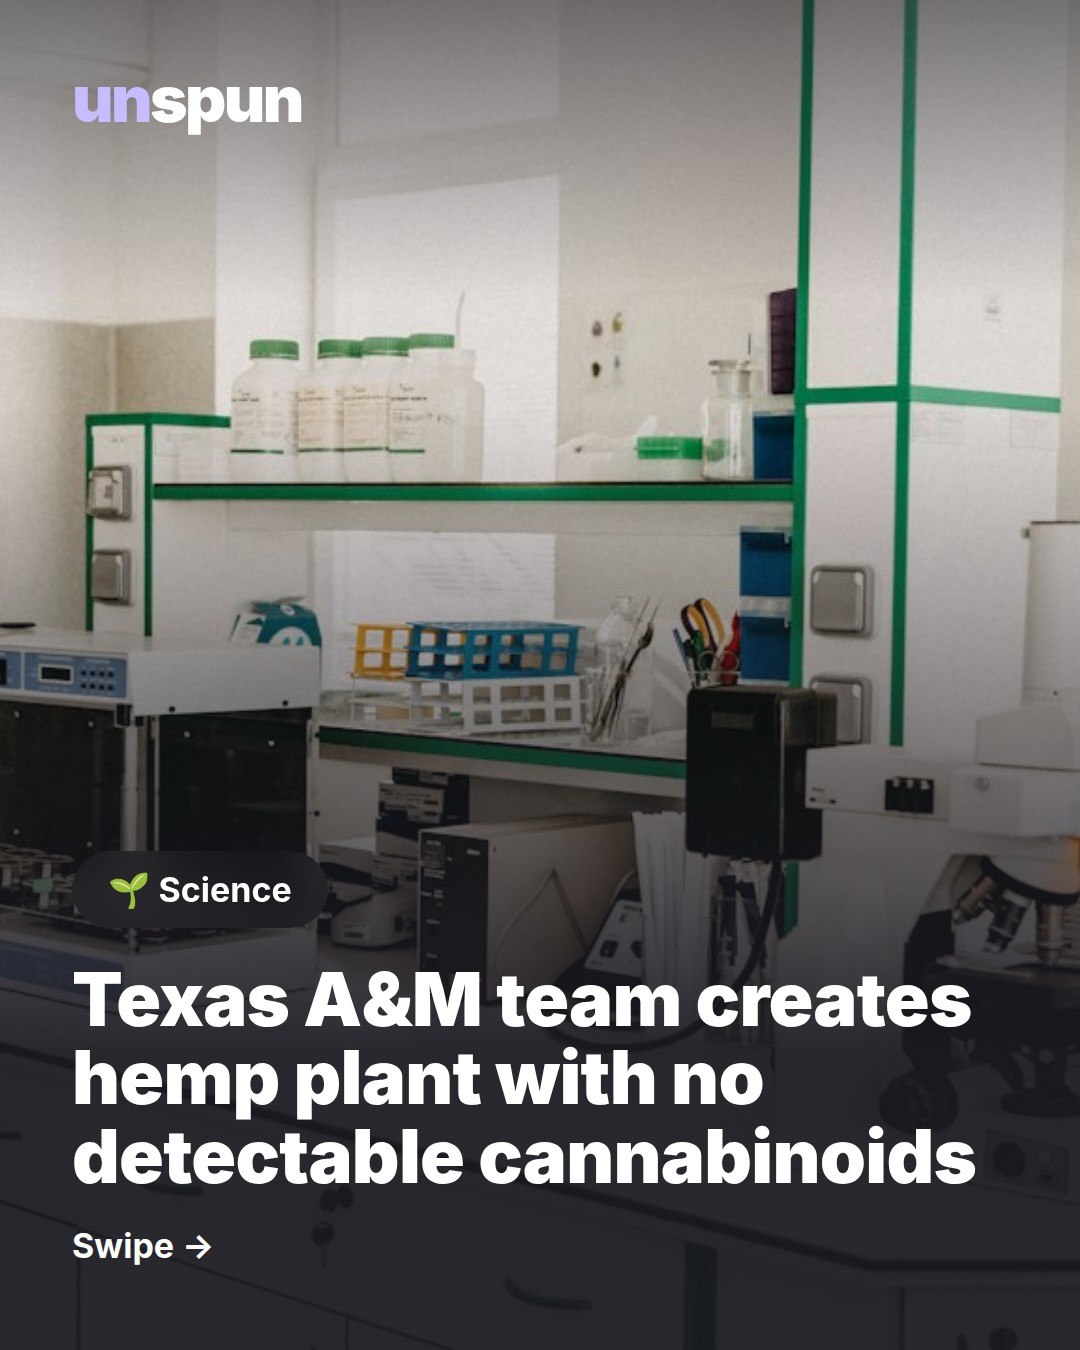 unspun
🌱 Science
Texas A&M team creates
hemp plant with no
detectable cannabinoids
Swipe →